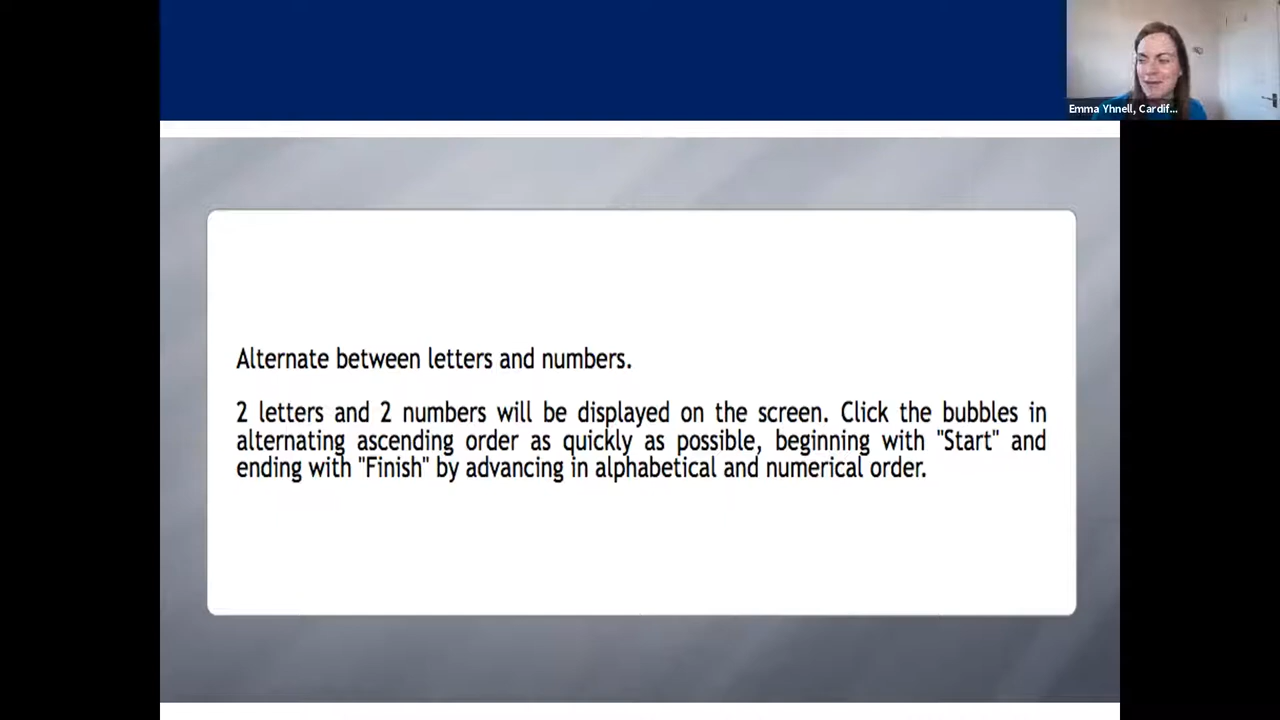 Emma Yhnell, Cardif...
Alternate between letters and numbers.
2 letters and 2 numbers will be displayed on the screen. Click the bubbles in
alternating ascending order as quickly as possible, beginning with "Start" and
ending with "Finish" by advancing in alphabetical and numerical order.